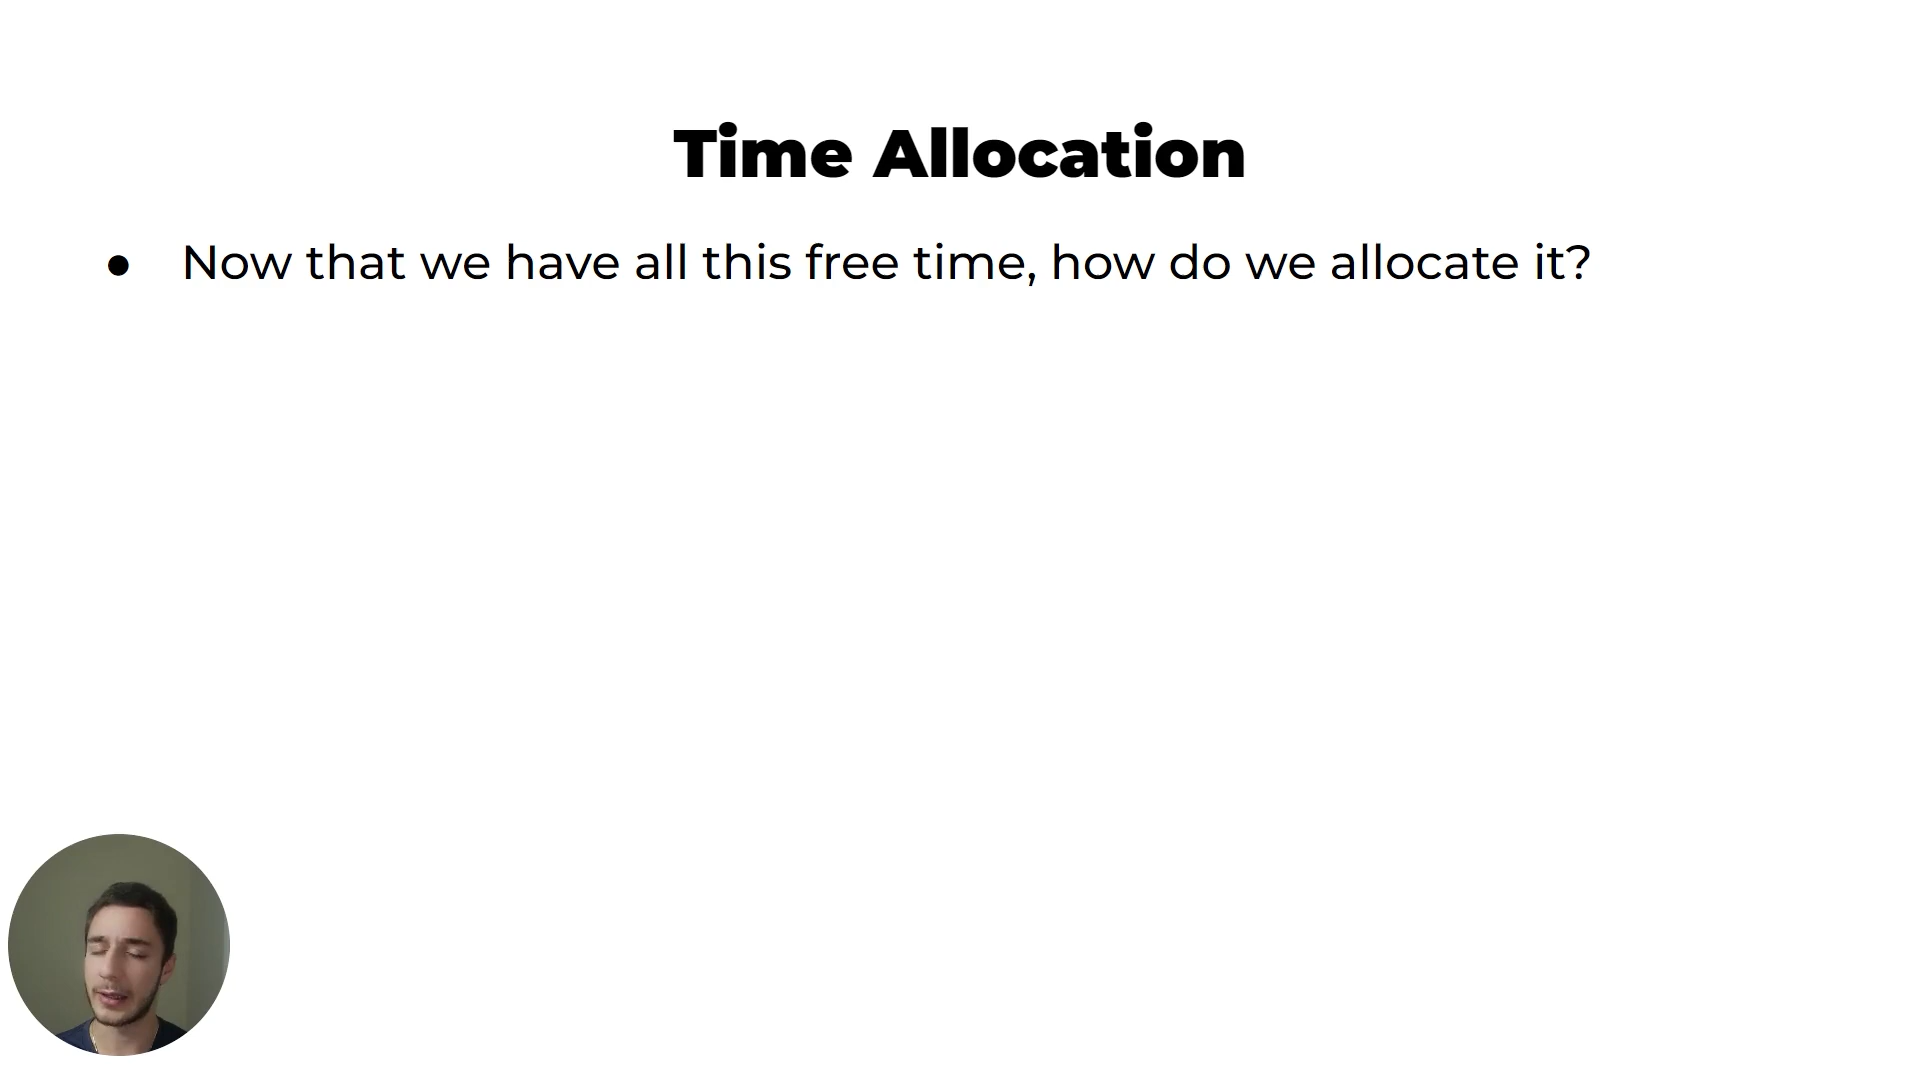 Time Allocation
● Now that we have all this free time, how do we allocate it?